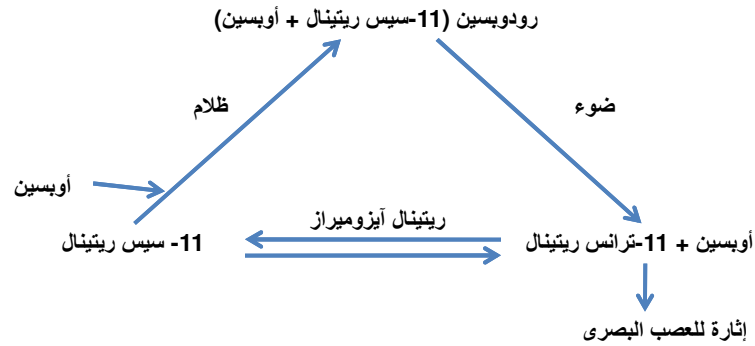 رودوبسين (11-سيس ريتينال + أوبسين)
ظلام
ضوء
أوبسين
ريتينال آيزوميراز
11- سيس ريتينال
أوبسين + 11-ترانس ريتينال
إثارة للعصب البصرى